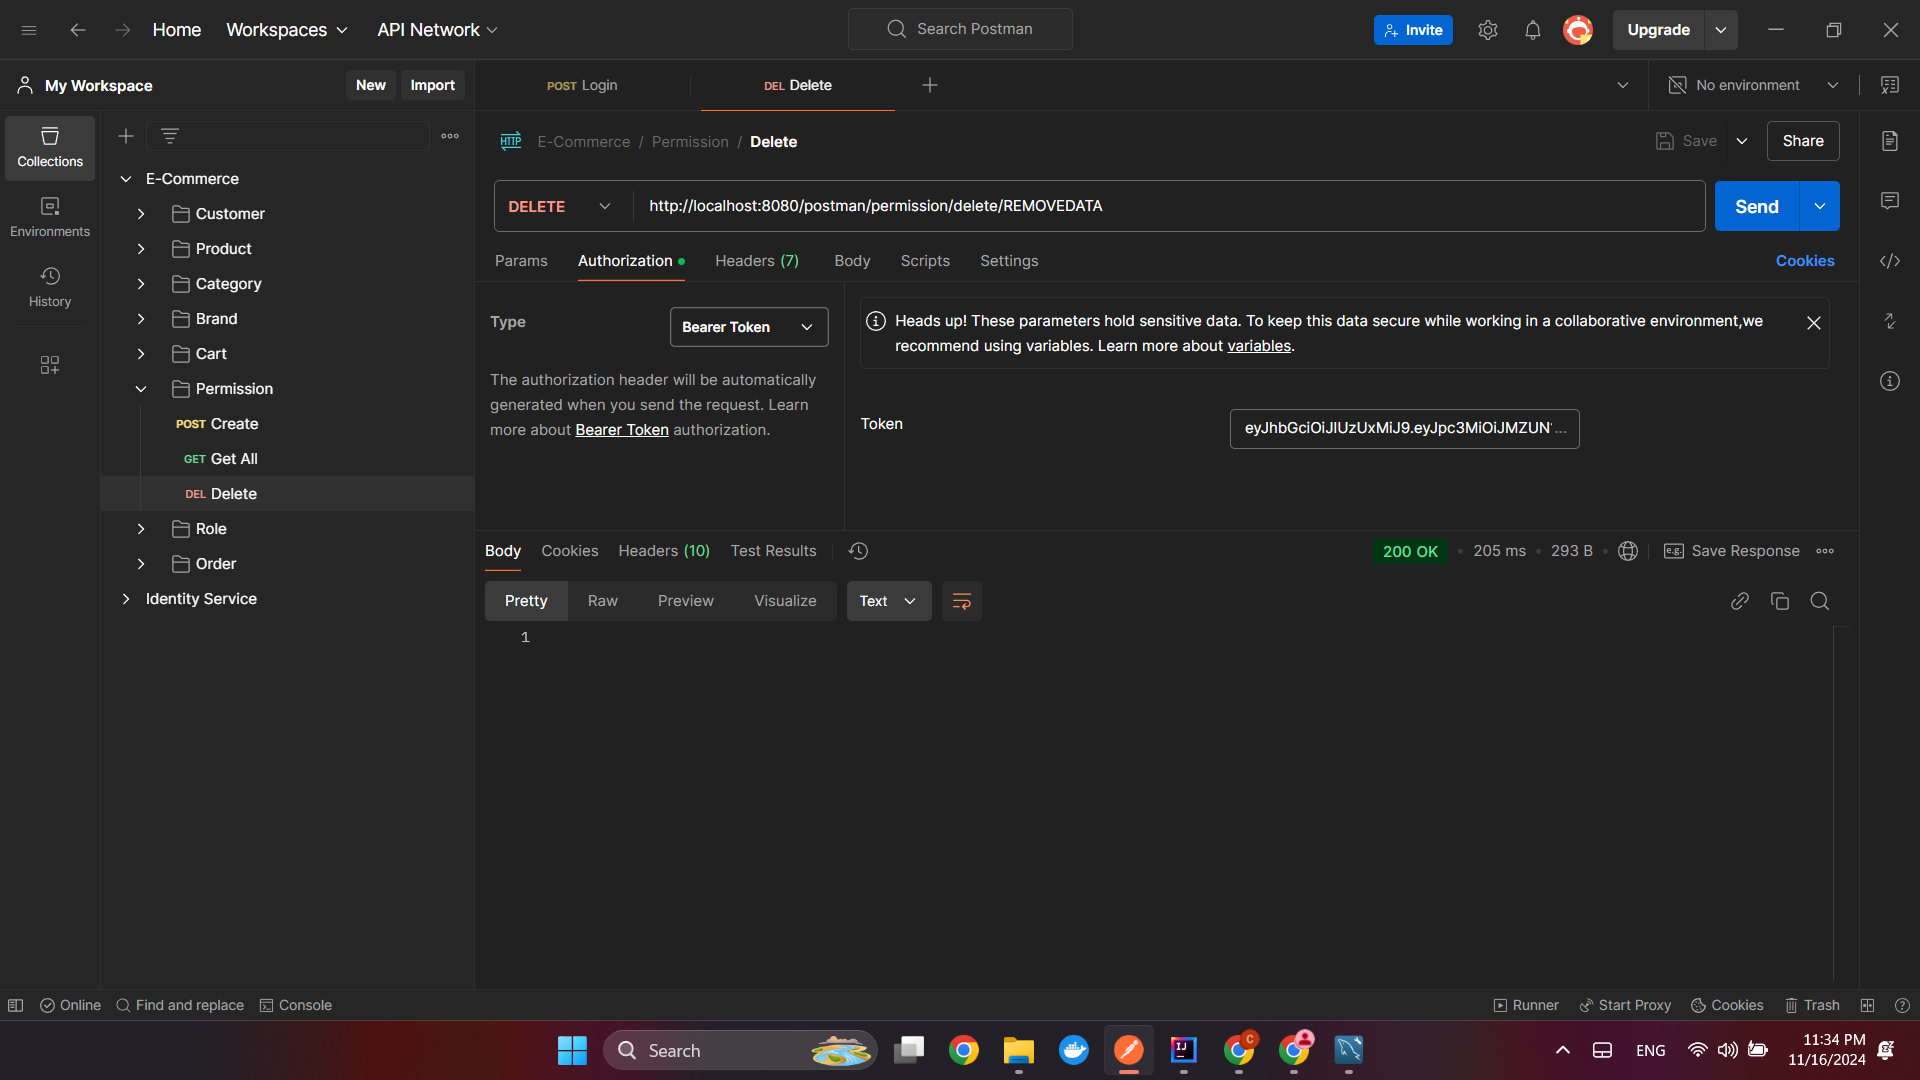 Home
Workspaces
API Network
Search Postman
Invite
Upgrade
My Workspace
New
Import
POST Login
DEL Delete
No environment
Collections
Environments
History
E-Commerce
Customer
Product
Category
Brand
Cart
Permission
POST Create
GET Get All
DEL Delete
Role
Order
Identity Service
HTTP
E-Commerce / Permission / Delete
Save
Share
DELETE
http://localhost:8080/postman/permission/delete/REMOVEDATA
Send
Params
Authorization
Headers (7)
Body
Scripts
Settings
Cookies
Type
Bearer Token
The authorization header will be automatically
generated when you send the request. Learn
more about Bearer Token authorization.
Heads up! These parameters hold sensitive data. To keep this data secure while working in a collaborative environment,we
recommend using variables. Learn more about variables.
Token
eyJhbGciOiJIUzUxMiJ9.eyJpc3MiOiJMZUN ...
Body
Cookies
Headers (10)
Test Results
200 OK
205 ms
293 B
e.g. Save Response
Pretty
Raw
Preview
Visualize
Text
1
Online
Find and replace
Console
Runner
Start Proxy
Cookies
Trash
Search
IJ
C
ENG
11:34 PM
11/16/2024